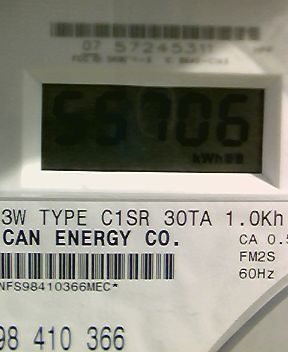 07 57245311
55706
kWh
3W TYPE C1SR 30TA 1.0Kh
CAN ENERGY CO.
CA 0.5
FM2S
60Hz
NFS98410366MEC*
98 410 366